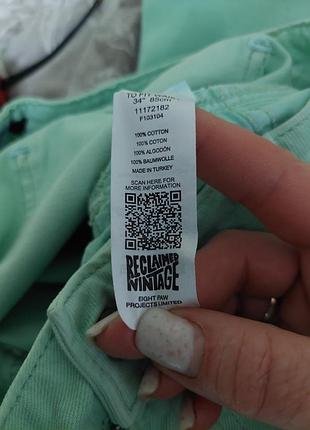 TO FIT WAIST
34" 85cm
11172182
F103104
100% COTTON
100% COTON
100% ALGODÓN
100% BAUMWOLLE
MADE IN TURKEY
SCAN HERE FOR
MORE INFORMATION
RECLAIMED
VINTAGE
EIGHT PAW
PROJECTS LIMITED